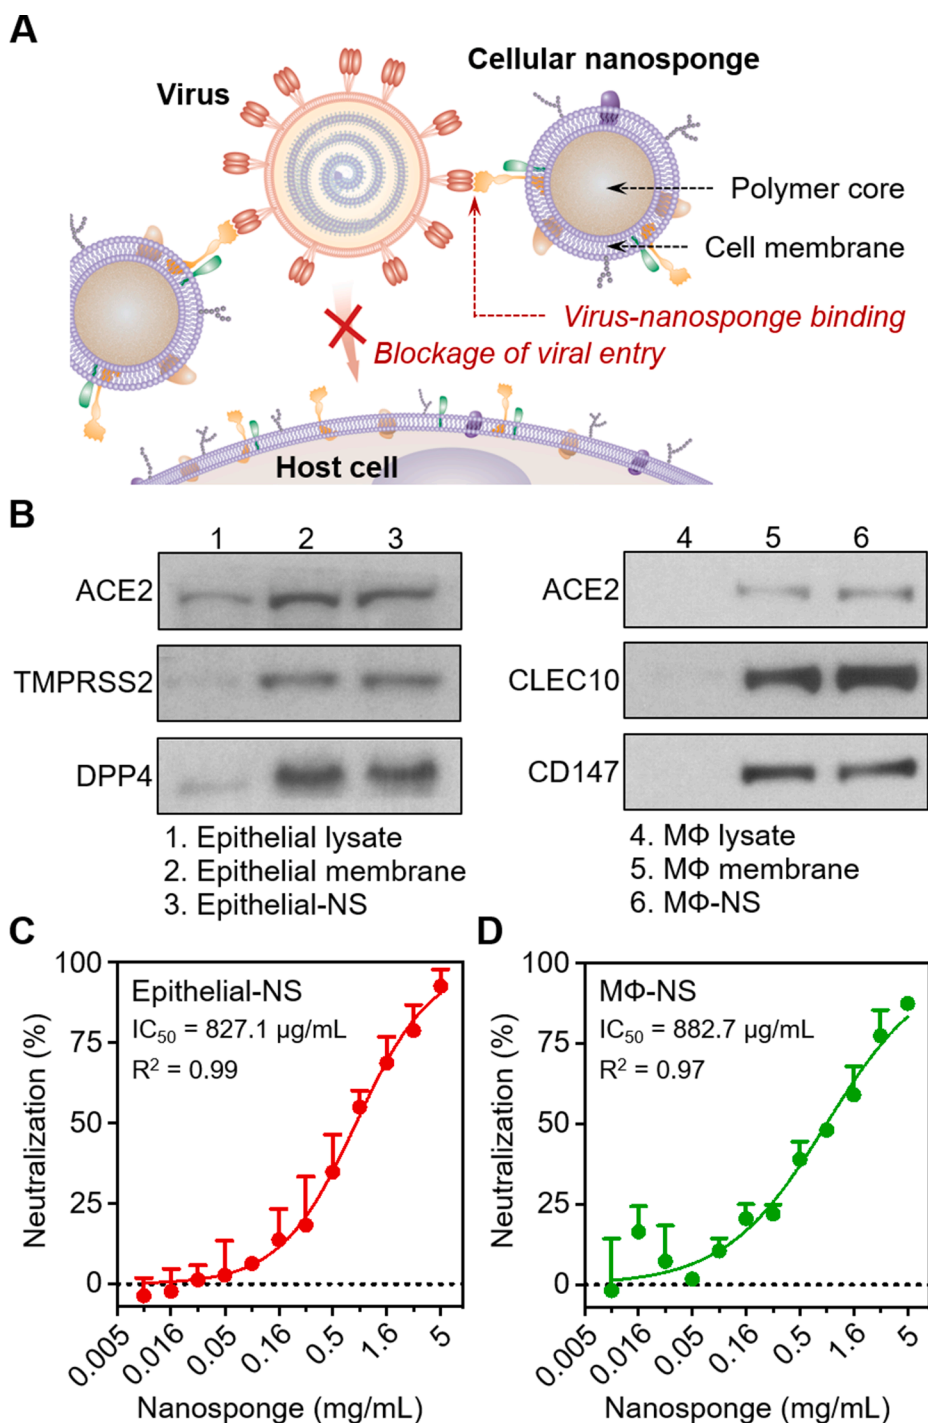 A
Virus
Cellular nanosponge
Polymer core
Cell membrane
Virus-nanosponge binding
Blockage of viral entry
Host cell
B
1 2 3
ACE2
TMPRSS2
DPP4
1. Epithelial lysate
2. Epithelial membrane
3. Epithelial-NS
4 5 6
ACE2
CLEC10
CD147
4. MΦ lysate
5. MΦ membrane
6. MΦ-NS
C
Neutralization (%)
100
75
50
25
0
Epithelial-NS
IC50 = 827.1 μg/mL
R2 = 0.99
0.005 0.016 0.05 0.16 0.5 1.6 5
Nanosponge (mg/mL)
D
Neutralization (%)
100
75
50
25
0
MΦ-NS
IC50 = 882.7 μg/mL
R2 = 0.97
0.005 0.016 0.05 0.16 0.5 1.6 5
Nanosponge (mg/mL)